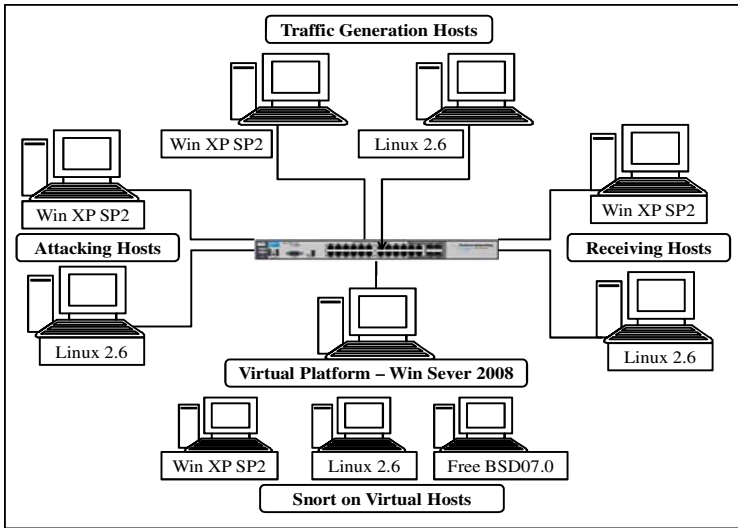 Traffic Generation Hosts
Win XP SP2
Linux 2.6
Win XP SP2
Win XP SP2
Attacking Hosts
Receiving Hosts
Linux 2.6
Linux 2.6
Virtual Platform – Win Sever 2008
Win XP SP2
Linux 2.6
Free BSD07.0
Snort on Virtual Hosts